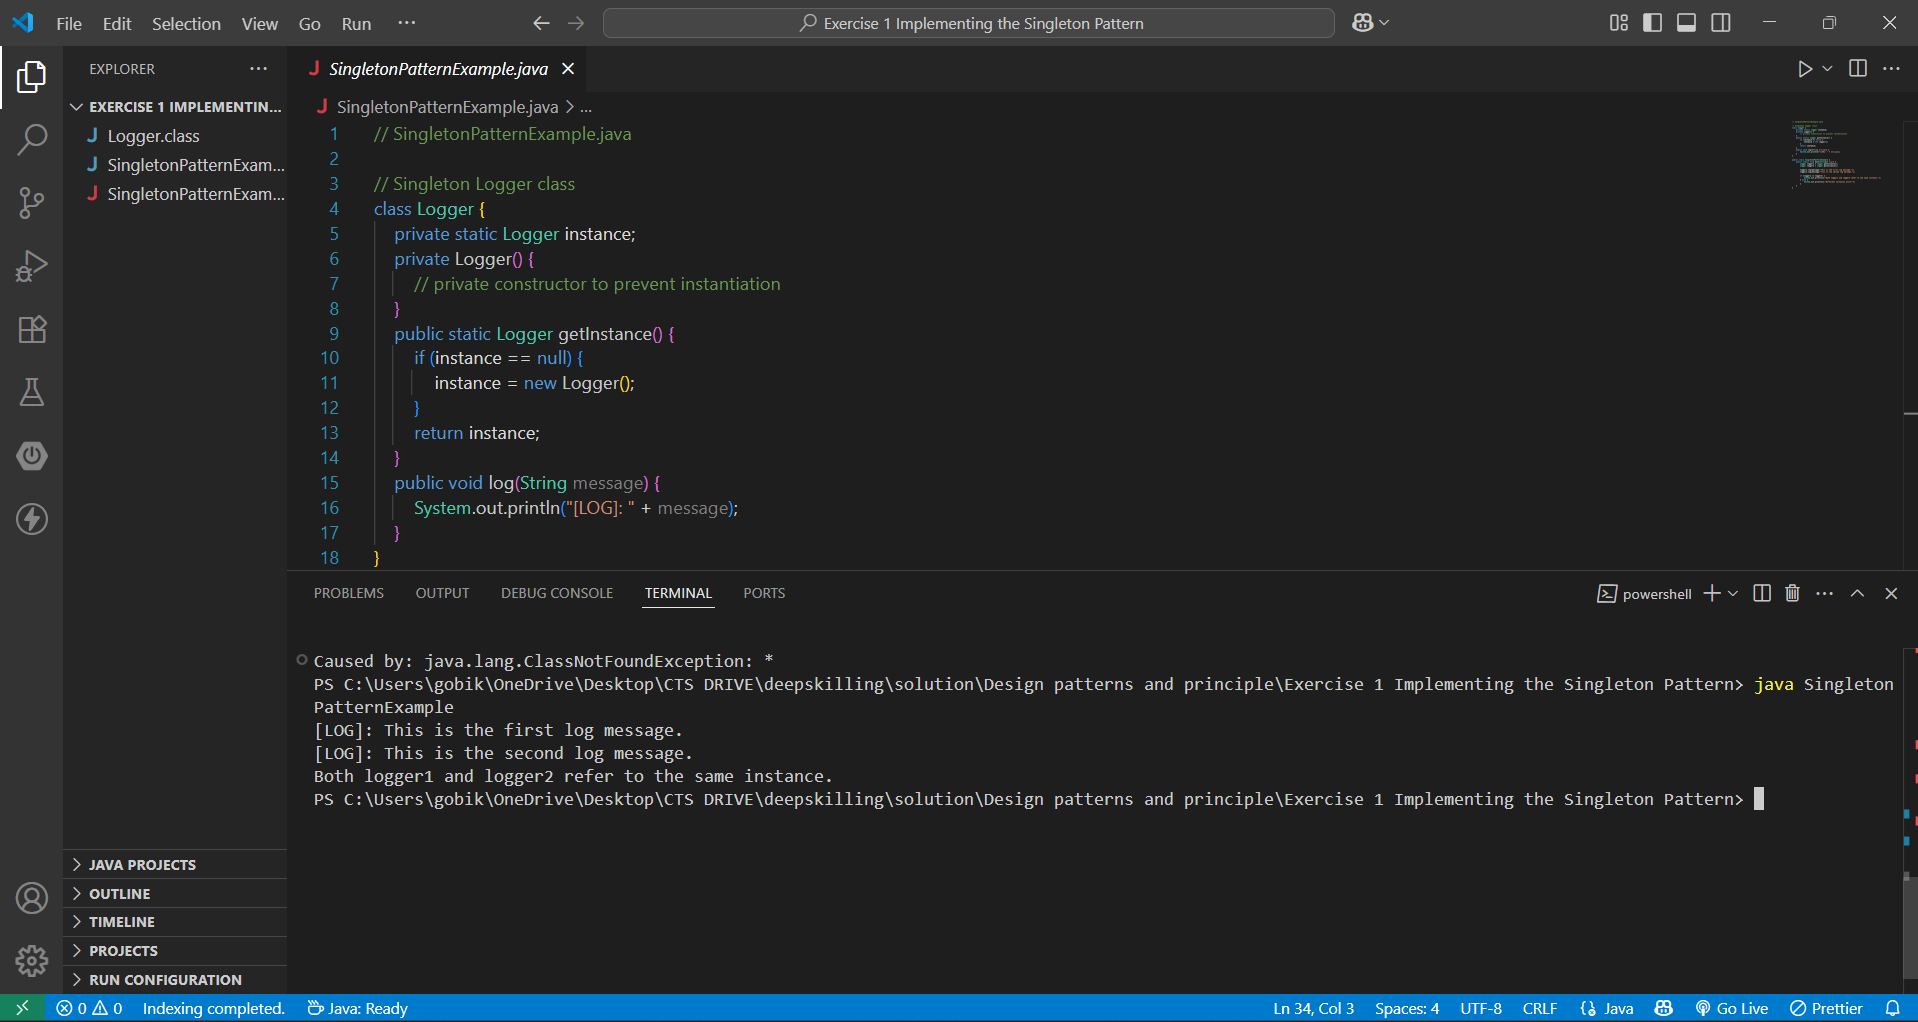 File Edit Selection View Go Run ···
Exercise 1 Implementing the Singleton Pattern
EXPLORER
EXERCISE 1 IMPLEMENTIN...
J Logger.class
J SingletonPatternExam...
J SingletonPatternExam...
JAVA PROJECTS
OUTLINE
TIMELINE
PROJECTS
RUN CONFIGURATION
J SingletonPatternExample.java
J SingletonPatternExample.java > ...
1 // SingletonPatternExample.java
2
3 // Singleton Logger class
4 class Logger {
5 private static Logger instance;
6 private Logger() {
7 // private constructor to prevent instantiation
8 }
9 public static Logger getInstance() {
10 if (instance == null) {
11 instance = new Logger();
12 }
13 return instance;
14 }
15 public void log(String message) {
16 System.out.println("[LOG]: " + message);
17 }
18 }
PROBLEMS OUTPUT DEBUG CONSOLE TERMINAL PORTS
powershell
Caused by: java.lang.ClassNotFoundException: *
PS C:\Users\gobik\OneDrive\Desktop\CTS DRIVE\deepskilling\solution\Design patterns and principle\Exercise 1 Implementing the Singleton Pattern> java Singleton
PatternExample
[LOG]: This is the first log message.
[LOG]: This is the second log message.
Both logger1 and logger2 refer to the same instance.
PS C:\Users\gobik\OneDrive\Desktop\CTS DRIVE\deepskilling\solution\Design patterns and principle\Exercise 1 Implementing the Singleton Pattern>
0 0 Indexing completed. Java: Ready
Ln 34, Col 3 Spaces: 4 UTF-8 CRLF {} Java Go Live Prettier